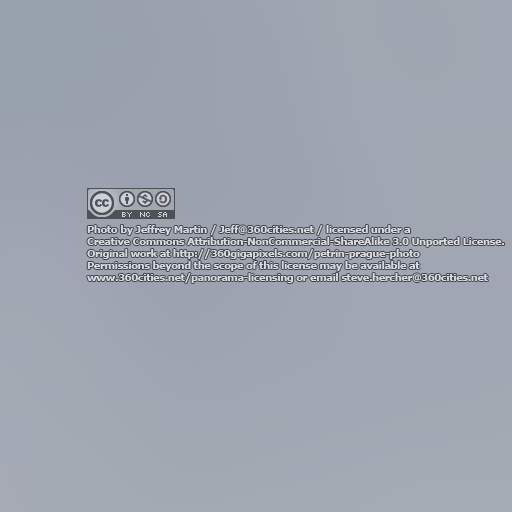 cc BY NC SA
Photo by Jeffrey Martin / Jeff@360cities.net / licensed under a
Creative Commons Attribution-NonCommercial-ShareAlike 3.0 Unported License.
Original work at http://360gigapixels.com/petrin-prague-photo
Permissions beyond the scope of this license may be available at
www.360cities.net/panorama-licensing or email steve.hercher@360cities.net